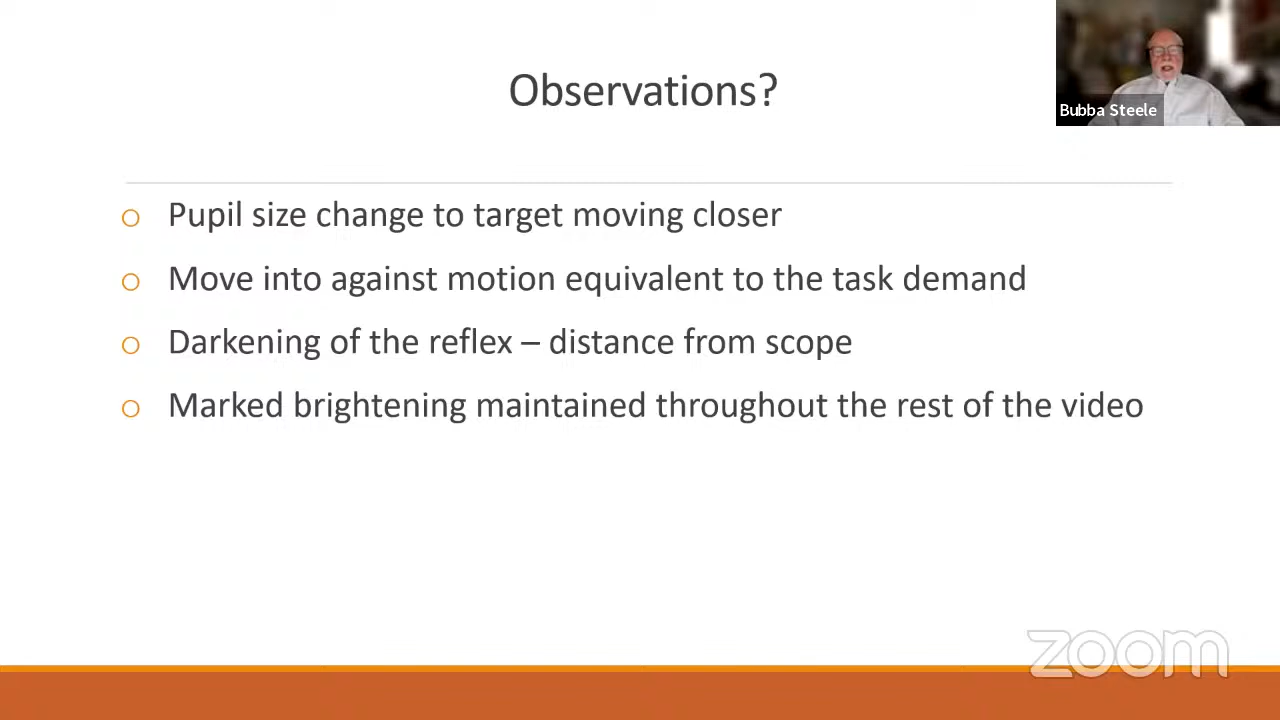 Observations?
Bubba Steele
Pupil size change to target moving closer
Move into against motion equivalent to the task demand
Darkening of the reflex – distance from scope
Marked brightening maintained throughout the rest of the video
zoom